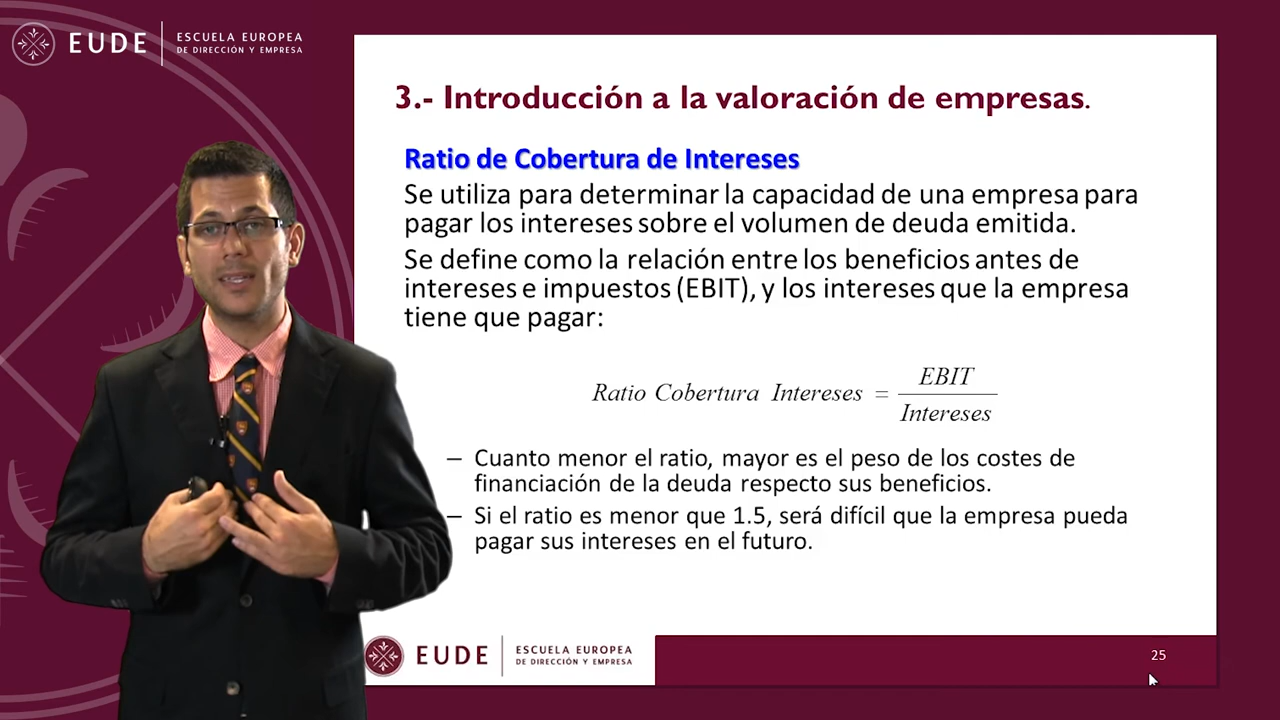 EUDE
ESCUELA EUROPEA
DE DIRECCIÓN Y EMPRESA
3.- Introducción a la valoración de empresas.
Ratio de Cobertura de Intereses
Se utiliza para determinar la capacidad de una empresa para
pagar los intereses sobre el volumen de deuda emitida.
Se define como la relación entre los beneficios antes de
intereses e impuestos (EBIT), y los intereses que la empresa
tiene que pagar:
Ratio Cobertura Intereses = EBIT
Intereses
– Cuanto menor el ratio, mayor es el peso de los costes de
financiación de la deuda respecto sus beneficios.
– Si el ratio es menor que 1.5, será difícil que la empresa pueda
pagar sus intereses en el futuro.
EUDE
ESCUELA EUROPEA
DE DIRECCIÓN Y EMPRESA
25